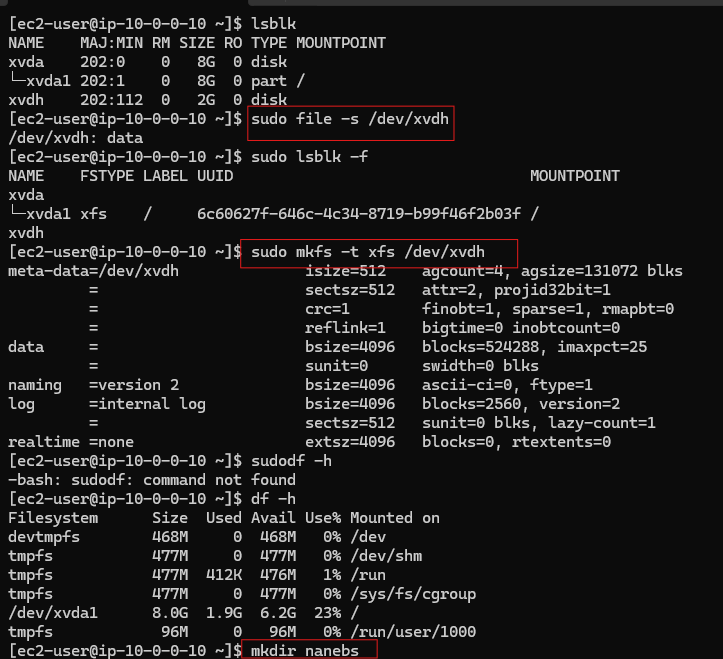 [ec2-user@ip-10-0-0-10 ~]$ lsblk
NAME    MAJ:MIN RM SIZE RO TYPE MOUNTPOINT
xvda    202:0    0   8G  0 disk
└─xvda1 202:1    0   8G  0 part /
xvdh    202:112  0   2G  0 disk
[ec2-user@ip-10-0-0-10 ~]$ sudo file -s /dev/xvdh
/dev/xvdh: data
[ec2-user@ip-10-0-0-10 ~]$ sudo lsblk -f
NAME    FSTYPE LABEL UUID                                 MOUNTPOINT
xvda
└─xvda1 xfs    /     6c60627f-646c-4c34-8719-b99f46f2b03f /
xvdh
[ec2-user@ip-10-0-0-10 ~]$ sudo mkfs -t xfs /dev/xvdh
meta-data=/dev/xvdh              isize=512    agcount=4, agsize=131072 blks
         =                       sectsz=512   attr=2, projid32bit=1
         =                       crc=1        finobt=1, sparse=1, rmapbt=0
         =                       reflink=1    bigtime=0 inobtcount=0
data     =                       bsize=4096   blocks=524288, imaxpct=25
         =                       sunit=0      swidth=0 blks
naming   =version 2              bsize=4096   ascii-ci=0, ftype=1
log      =internal log           bsize=4096   blocks=2560, version=2
         =                       sectsz=512   sunit=0 blks, lazy-count=1
realtime =none                   extsz=4096   blocks=0, rtextents=0
[ec2-user@ip-10-0-0-10 ~]$ sudodf -h
-bash: sudodf: command not found
[ec2-user@ip-10-0-0-10 ~]$ df -h
Filesystem      Size  Used Avail Use% Mounted on
devtmpfs        468M     0  468M   0% /dev
tmpfs           477M     0  477M   0% /dev/shm
tmpfs           477M  412K  476M   1% /run
tmpfs           477M     0  477M   0% /sys/fs/cgroup
/dev/xvda1      8.0G  1.9G  6.2G  23% /
tmpfs            96M     0   96M   0% /run/user/1000
[ec2-user@ip-10-0-0-10 ~]$ mkdir nanebs